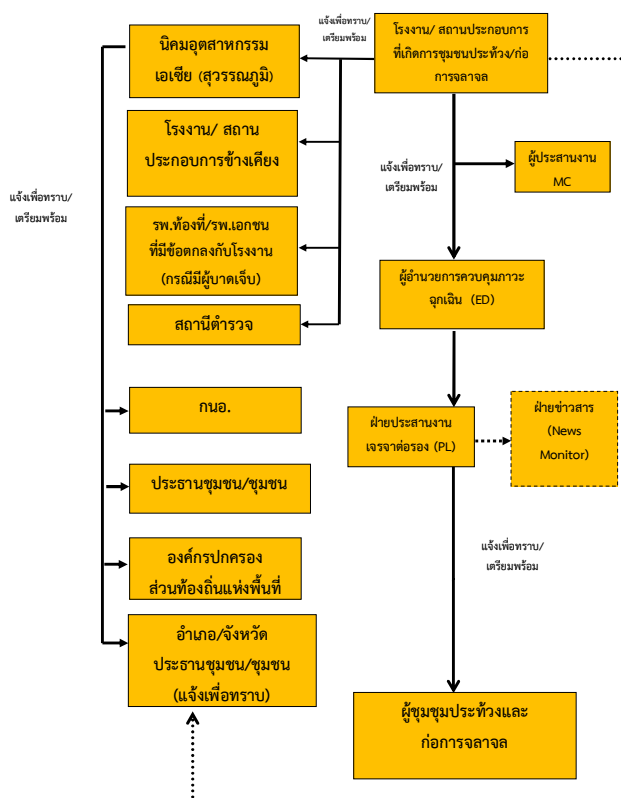 แจ้งเพื่อทราบ/
เตรียมพร้อม
นิคมอุตสาหกรรม
เอเซีย (สุวรรณภูมิ)
โรงงาน/ สถานประกอบการ
ที่เกิดการชุมชนประท้วง/ก่อ
การจลาจล
โรงงาน/ สถาน
ประกอบการข้างเคียง
แจ้งเพื่อทราบ/
เตรียมพร้อม
ผู้ประสานงาน
MC
แจ้งเพื่อทราบ/
เตรียมพร้อม
รพ.ท้องที่/รพ.เอกชน
ที่มีข้อตกลงกับโรงงาน
(กรณีมีผู้บาดเจ็บ)
ผู้อำนวยการควบคุมภาวะ
ฉุกเฉิน (ED)
สถานีตำรวจ
กนอ.
ฝ่ายประสานงาน
เจรจาต่อรอง (PL)
ฝ่ายข่าวสาร
(News
Monitor)
ประธานชุมชน/ชุมชน
องค์กรปกครอง
ส่วนท้องถิ่นแห่งพื้นที่
แจ้งเพื่อทราบ/
เตรียมพร้อม
อำเภอ/จังหวัด
ประธานชุมชน/ชุมชน
(แจ้งเพื่อทราบ)
ผู้ชุมชุมประท้วงและ
ก่อการจลาจล